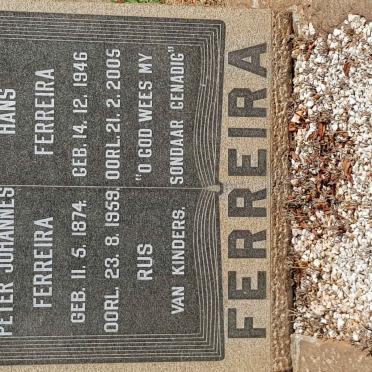 PETER JOHANNES
FERREIRA
GEB. 11. 5. 1874.
OORL. 23. 8. 1959.
RUS
VAN KINDERS.
HANS
FERREIRA
GEB. 14. 12. 1946
OORL. 21. 2. 2005
"O GOD WEES MY
SONDAAR GENADIG"
FERREIRA